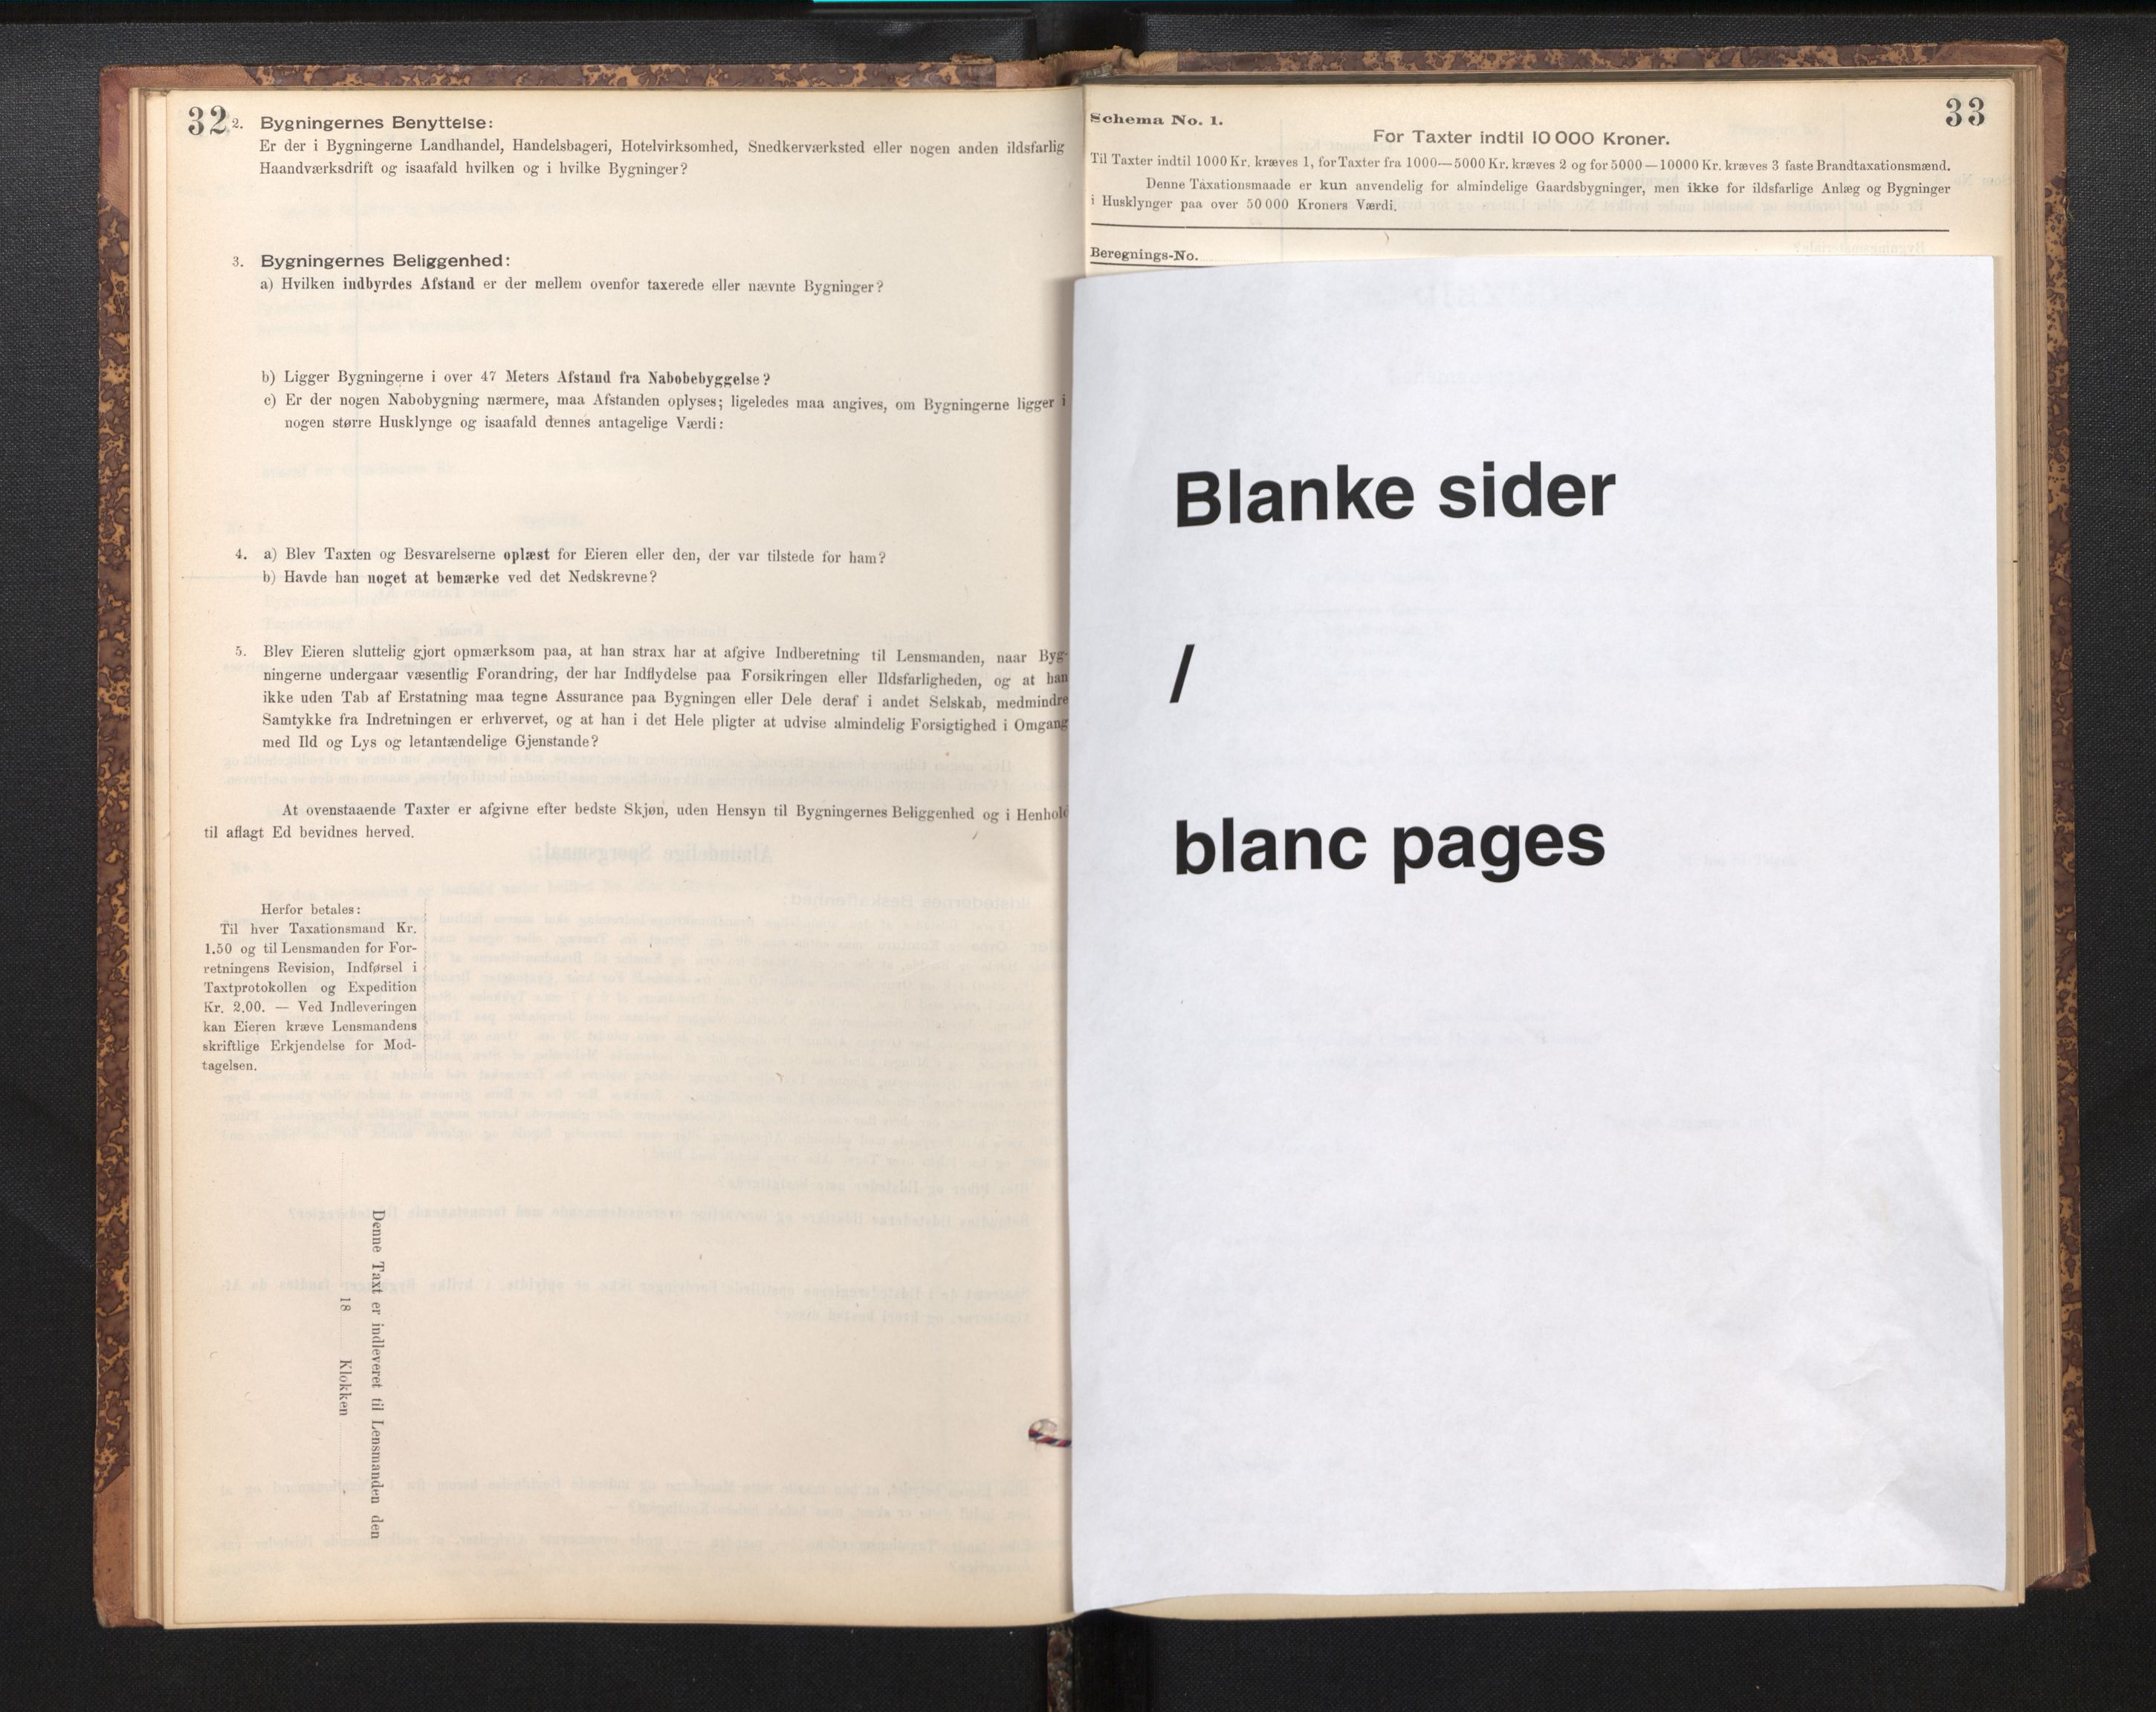 32
2. Bygningernes Benyttelse:
Er der i Bygningerne Landhandel, Handelsbageri, Hotelvirksomhed, Snedkerværksted eller nogen anden ildsfarlig
Haandværksdrift og isaafald hvilken og i hvilke Bygninger?
3. Bygningernes Beliggenhed:
a) Hvilken indbyrdes Afstand er der mellem ovenfor taxerede eller nævnte Bygninger?
b) Ligger Bygningerne i over 47 Meters Afstand fra Nabobebyggelse?
c) Er der nogen Nabobygning nærmere, maa Afstanden oplyses; ligeledes maa angives, om Bygningerne ligger i
nogen større Husklynge og isaafald dennes antagelige Værdi:
4. a) Blev Taxten og Besvarelserne oplæst for Eieren eller den, der var tilstede for ham?
b) Havde han noget at bemærke ved det Nedskrevne?
5. Blev Eieren sluttelig gjort opmærksom paa, at han strax har at afgive Indberetning til Lensmanden, naar Byg-
ningerne undergaar væsentlig Forandring, der har Indflydelse paa Forsikringen eller Ildsfarligheden, og at han
ikke uden Tab af Erstatning maa tegne Assurance paa Bygningen eller Dele deraf i andet Selskab, medmindre
Samtykke fra Indretningen er erhvervet, og at han i det Hele pligter at udvise almindelig Forsigtighed i Omgang
med Ild og Lys og letantændelige Gjenstande?
At ovenstaaende Taxter er afgivne efter bedste Skjøn, uden Hensyn til Bygningernes Beliggenhed og i Henhold
til aflagt Ed bevidnes herved.
Herfor betales:
Til hver Taxationsmand Kr.
1.50 og til Lensmanden for For-
retningens Revision, Indførsel i
Taxtprotokollen og Expedition
Kr. 2.00. — Ved Indleveringen
kan Eieren kræve Lensmandens
skriftlige Erkjendelse for Mod-
tagelsen.
Denne Taxt er indleveret til Lensmanden den
18 Klokken
33
Schema No. 1.
For Taxter indtil 10 000 Kroner.
Til Taxter indtil 1000 Kr. kræves 1, for Taxter fra 1000—5000 Kr. kræves 2 og for 5000—10000 Kr. kræves 3 faste Brandtaxationsmænd.
Denne Taxationsmaade er kun anvendelig for almindelige Gaardsbygninger, men ikke for ildsfarlige Anlæg og Bygninger
i Husklynger paa over 50 000 Kroners Værdi.
Beregnings-No.
Blanke sider
/
blanc pages